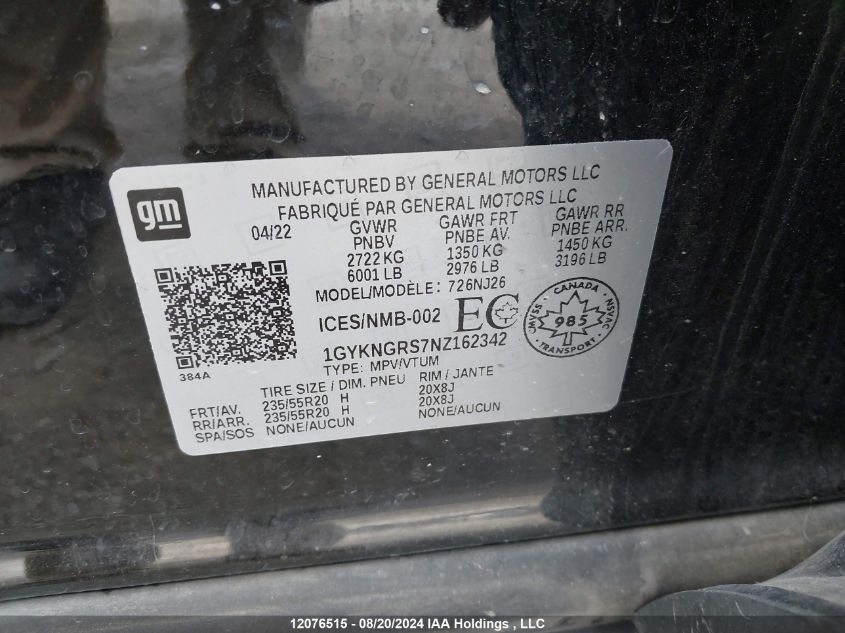 gm
MANUFACTURED BY GENERAL MOTORS LLC
FABRIQUÉ PAR GENERAL MOTORS LLC
04/22 GVWR GAWR FRT GAWR RR
PNBV PNBE AV. PNBE ARR.
2722 KG 1350 KG 1450 KG
6001 LB 2976 LB 3196 LB
MODEL/MODÈLE: 726NJ26
ICES/NMB-002 EC
CANADA
SSVMC 985 NSVAC
TRANSPORTS
1GYKNGRS7NZ162342
TYPE: MPV/VTUM
384A
TIRE SIZE / DIM. PNEU RIM / JANTE
FRT/AV. 235/55R20 H 20X8J
RR/ARR. 235/55R20 H 20X8J
SPA/SOS NONE/AUCUN NONE/AUCUN
12076515 - 08/20/2024 IAA Holdings , LLC